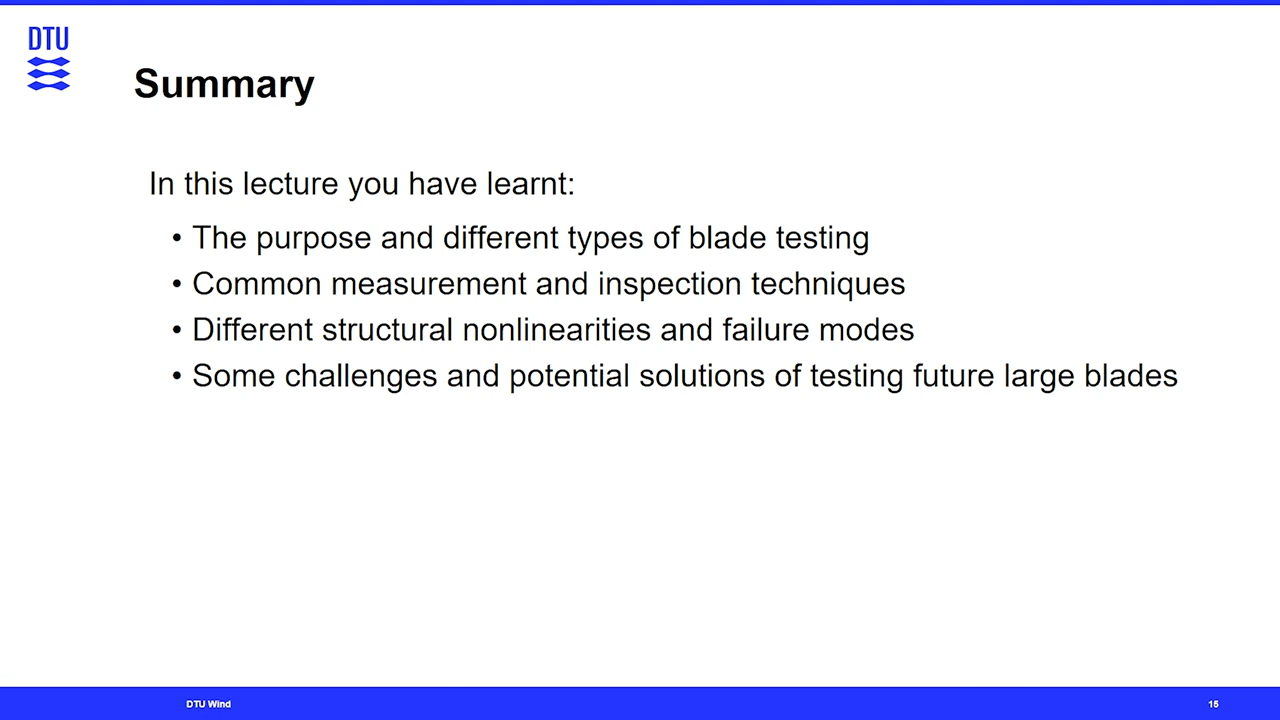 DTU
Summary
In this lecture you have learnt:
• The purpose and different types of blade testing
• Common measurement and inspection techniques
• Different structural nonlinearities and failure modes
• Some challenges and potential solutions of testing future large blades
DTU Wind
15